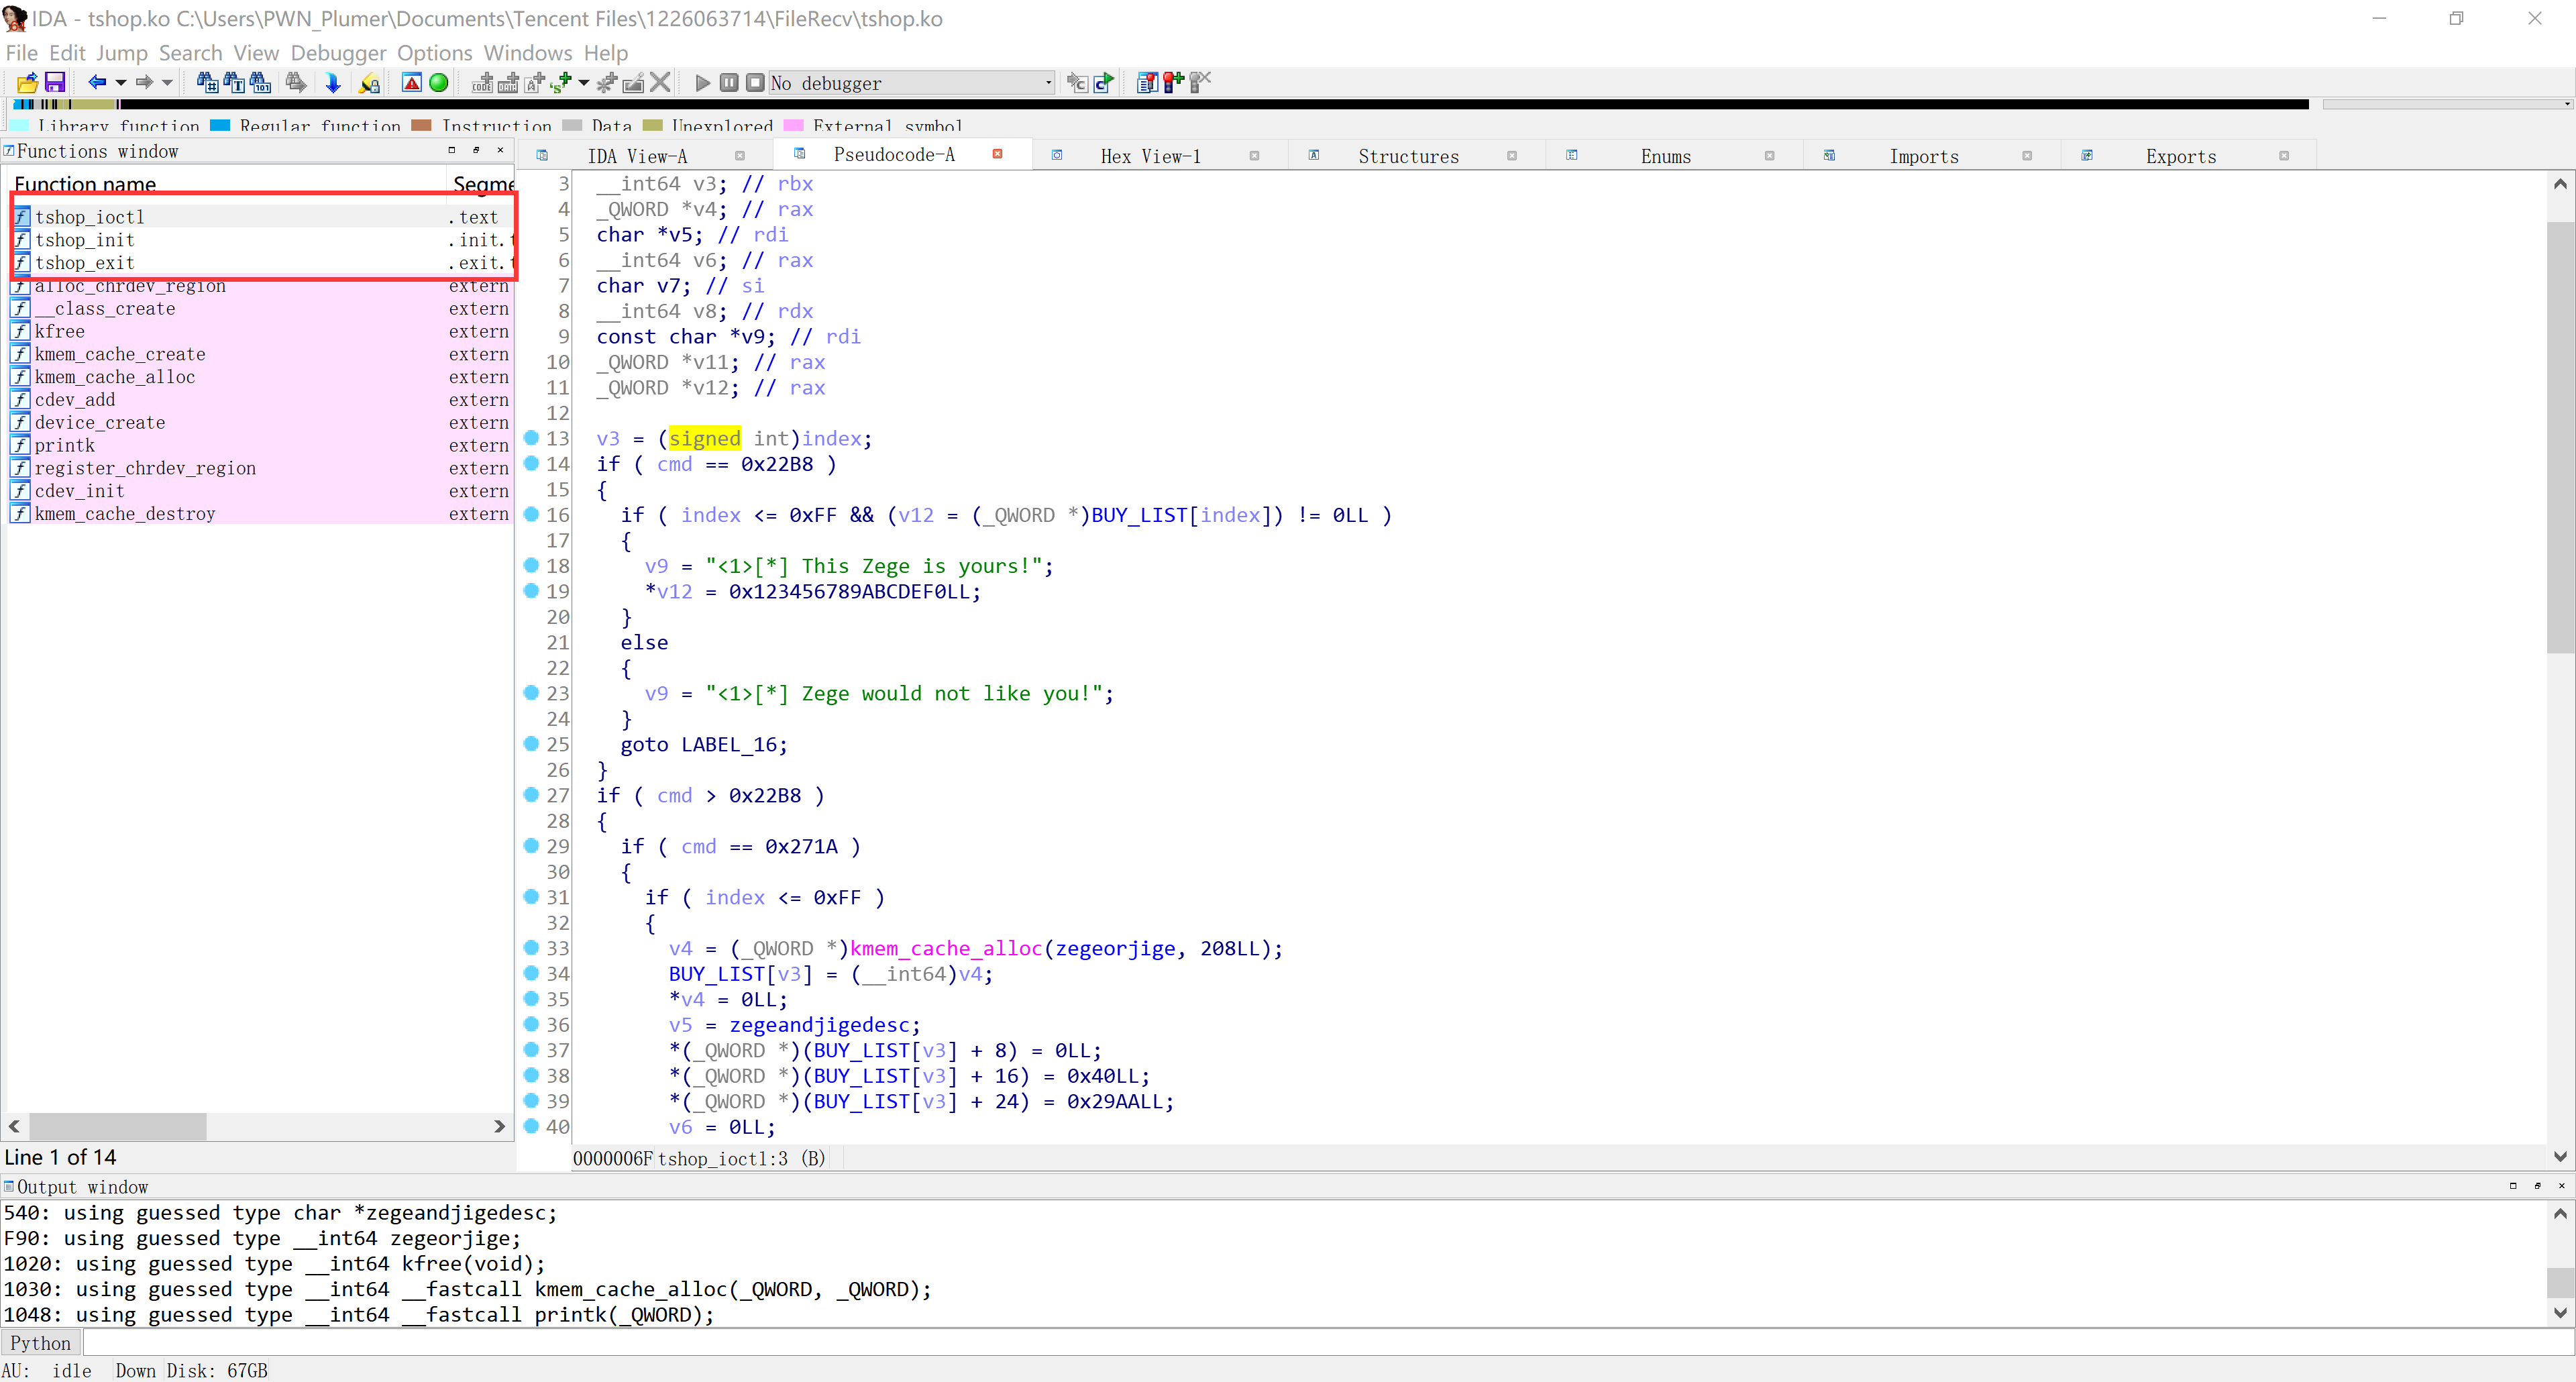 IDA - tshop.ko C:\Users\PWN_Plumer\Documents\Tencent Files\1226063714\FileRecv\tshop.ko
File Edit Jump Search View Debugger Options Windows Help
No debugger
Library function Regular function Instruction Data Unexplored External symbol
Functions window
IDA View-A Pseudocode-A Hex View-1 Structures Enums Imports Exports
Function name Segme
tshop_ioctl .text
tshop_init .init.t
tshop_exit .exit.t
alloc_chrdev_region extern
__class_create extern
kfree extern
kmem_cache_create extern
kmem_cache_alloc extern
cdev_add extern
device_create extern
printk extern
register_chrdev_region extern
cdev_init extern
kmem_cache_destroy extern
3 __int64 v3; // rbx
4 _QWORD *v4; // rax
5 char *v5; // rdi
6 __int64 v6; // rax
7 char v7; // si
8 __int64 v8; // rdx
9 const char *v9; // rdi
10 _QWORD *v11; // rax
11 _QWORD *v12; // rax
12
13 v3 = (signed int)index;
14 if ( cmd == 0x22B8 )
15 {
16 if ( index <= 0xFF && (v12 = (_QWORD *)BUY_LIST[index]) != 0LL )
17 {
18 v9 = "<1>[*] This Zege is yours!";
19 *v12 = 0x123456789ABCDEF0LL;
20 }
21 else
22 {
23 v9 = "<1>[*] Zege would not like you!";
24 }
25 goto LABEL_16;
26 }
27 if ( cmd > 0x22B8 )
28 {
29 if ( cmd == 0x271A )
30 {
31 if ( index <= 0xFF )
32 {
33 v4 = (_QWORD *)kmem_cache_alloc(zegeorjige, 208LL);
34 BUY_LIST[v3] = (__int64)v4;
35 *v4 = 0LL;
36 v5 = zegeandjigedesc;
37 *(_QWORD *)(BUY_LIST[v3] + 8) = 0LL;
38 *(_QWORD *)(BUY_LIST[v3] + 16) = 0x40LL;
39 *(_QWORD *)(BUY_LIST[v3] + 24) = 0x29AALL;
40 v6 = 0LL;
Line 1 of 14
0000006F tshop_ioctl:3 (B)
Output window
540: using guessed type char *zegeandjigedesc;
F90: using guessed type __int64 zegeorjige;
1020: using guessed type __int64 kfree(void);
1030: using guessed type __int64 __fastcall kmem_cache_alloc(_QWORD, _QWORD);
1048: using guessed type __int64 __fastcall printk(_QWORD);
Python
AU: idle Down Disk: 67GB